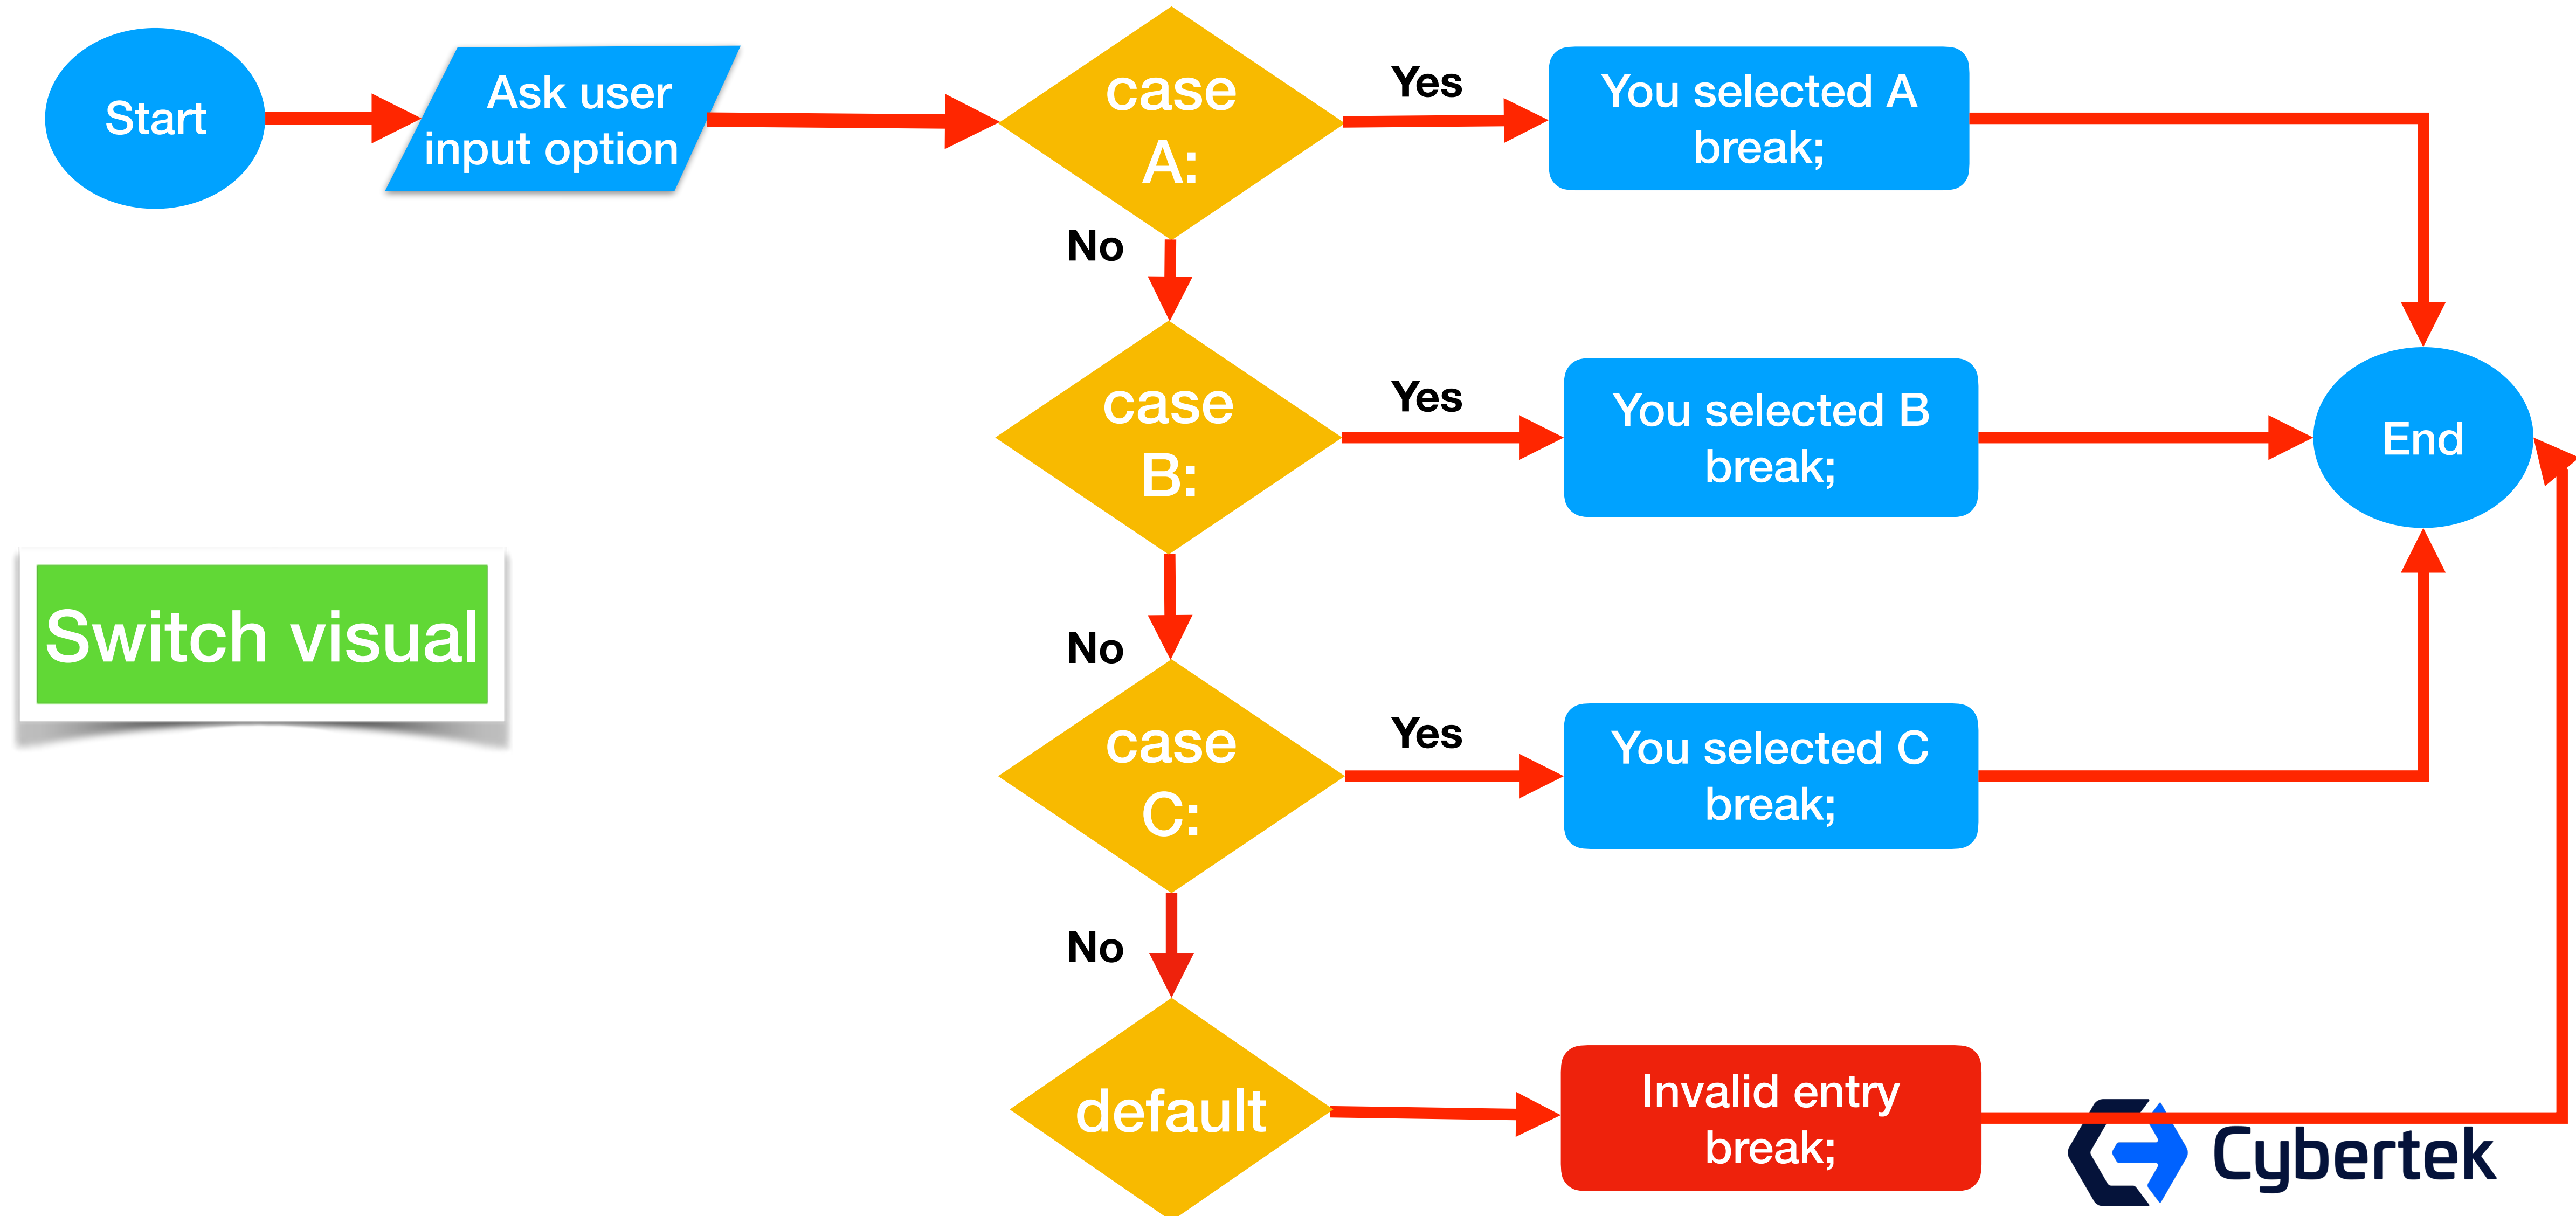 Start
Ask user
input option
case
A:
Yes
You selected A
break;
No
case
B:
Yes
You selected B
break;
End
Switch visual
No
case
C:
Yes
You selected C
break;
No
default
Invalid entry
break;
Cybertek